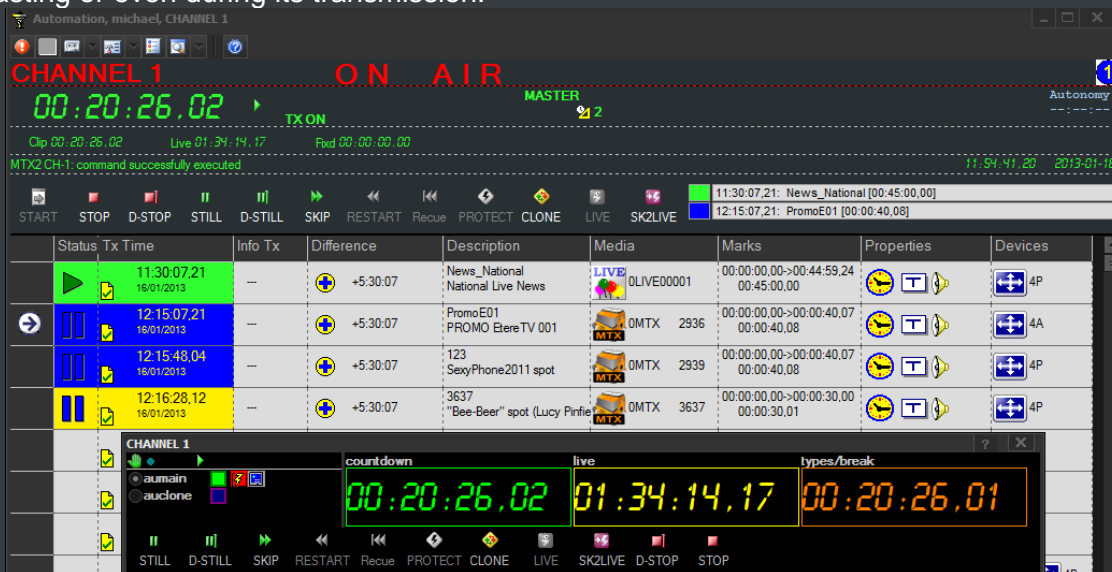 asting or even during its transmission.
Automation, michael, CHANNEL 1
CHANNEL 1 ON AIR 1
00:20:26,02 TX ON MASTER 2 Autonomy
--:--:--
Clip 00:20:26,02 Live 01:34:14,17 Fixd 00:00:00,00
MTX2 CH-1: command successfully executed 11:54:41,20 2013-01-16
START STOP D-STOP STILL D-STILL SKIP RESTART Recue PROTECT CLONE LIVE SK2LIVE
11:30:07,21: News_National [00:45:00,00]
12:15:07,21: PromoE01 [00:00:40,08]
Status Tx Time Info Tx Difference Description Media Marks Properties Devices
11:30:07,21 --- +5:30:07 News_National LIVE 0LIVE00001 00:00:00,00->00:44:59,24 T 4P
16/01/2013 National Live News 00:45:00,00
12:15:07,21 --- +5:30:07 PromoE01 MTX 0MTX 2936 00:00:00,00->00:00:40,07 T 4A
16/01/2013 PROMO EtereTV 001 00:00:40,08
12:15:48,04 --- +5:30:07 123 MTX 0MTX 2939 00:00:00,00->00:00:40,07 T 4P
16/01/2013 SexyPhone2011 spot 00:00:40,08
12:16:28,12 --- +5:30:07 3637 MTX 0MTX 3637 00:00:00,00->00:00:30,00 T 4P
16/01/2013 "Bee-Beer" spot (Lucy Pinfie 00:00:30,01
CHANNEL 1
countdown live types/break
aumain
auclone
00:20:26,02 01:34:14,17 00:20:26,01
STILL D-STILL SKIP RESTART Recue PROTECT CLONE LIVE SK2LIVE D-STOP STOP